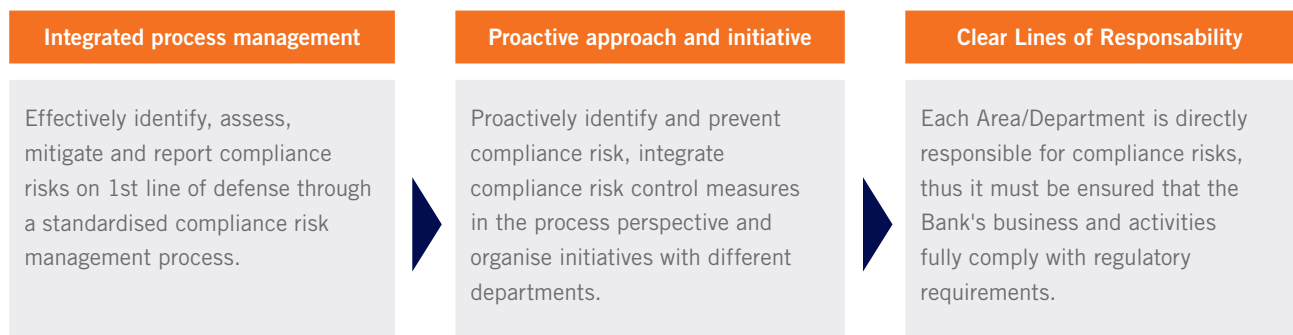 Integrated process management
Effectively identify, assess,
mitigate and report compliance
risks on 1st line of defense through
a standardised compliance risk
management process.
Proactive approach and initiative
Proactively identify and prevent
compliance risk, integrate
compliance risk control measures
in the process perspective and
organise initiatives with different
departments.
Clear Lines of Responsability
Each Area/Department is directly
responsible for compliance risks,
thus it must be ensured that the
Bank's business and activities
fully comply with regulatory
requirements.